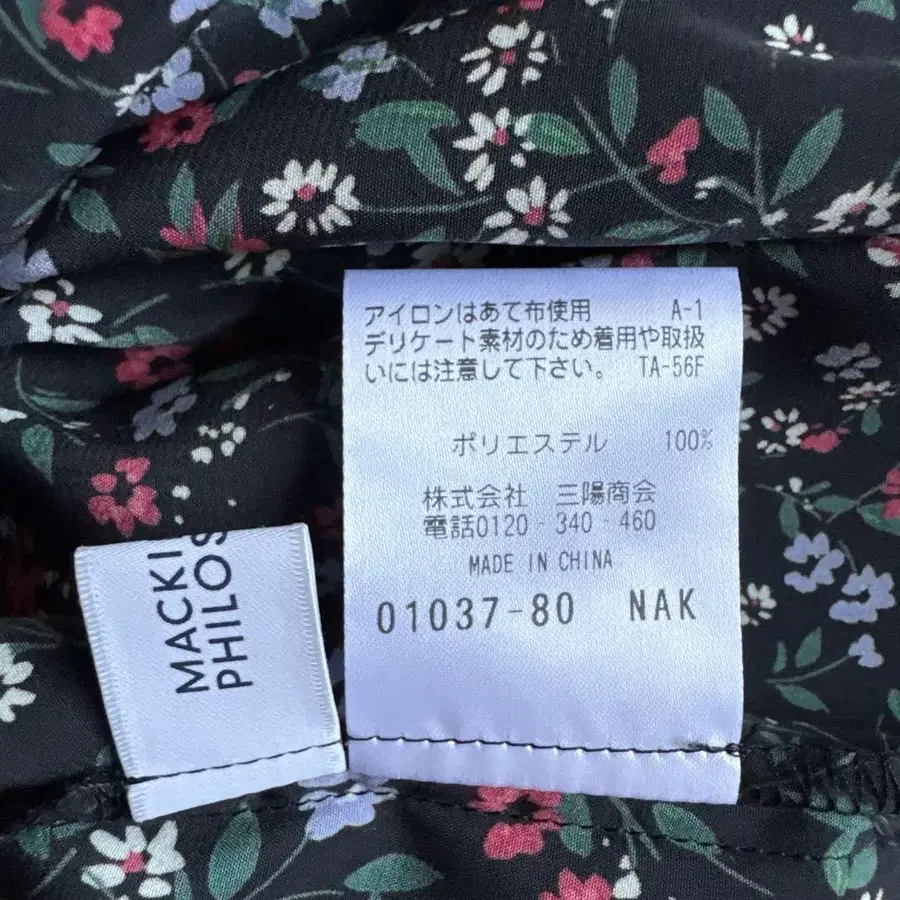 アイロンはあて布使用 A-1
デリケート素材のため着用や取扱
いには注意して下さい。 TA-56F
ポリエステル 100%
株式会社 三陽商会
電話0120-340-460
MADE IN CHINA
01037-80 NAK
MACKI
PHILOS